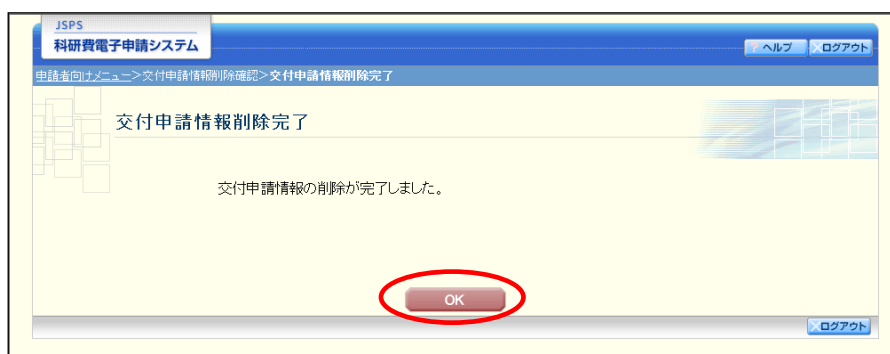 JSPS
科研費電子申請システム
? ヘルプ
×ログアウト
申請者向けメニュー>交付申請情報削除確認>交付申請情報削除完了
交付申請情報削除完了
交付申請情報の削除が完了しました。
OK
×ログアウト